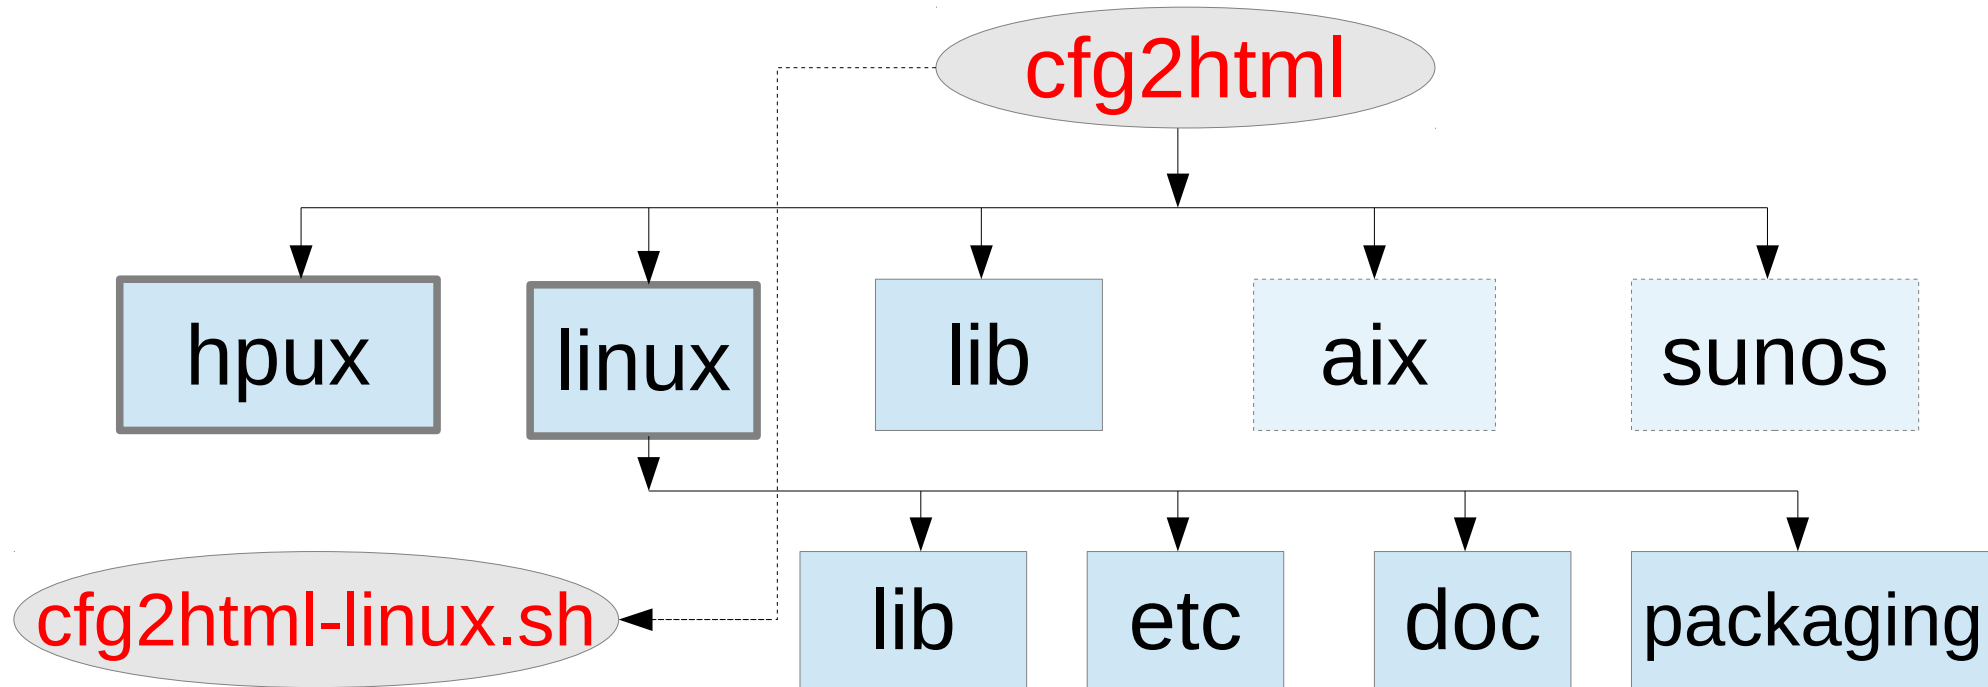 cfg2html
hpux
linux
lib
aix
sunos
cfg2html-linux.sh
lib
etc
doc
packaging